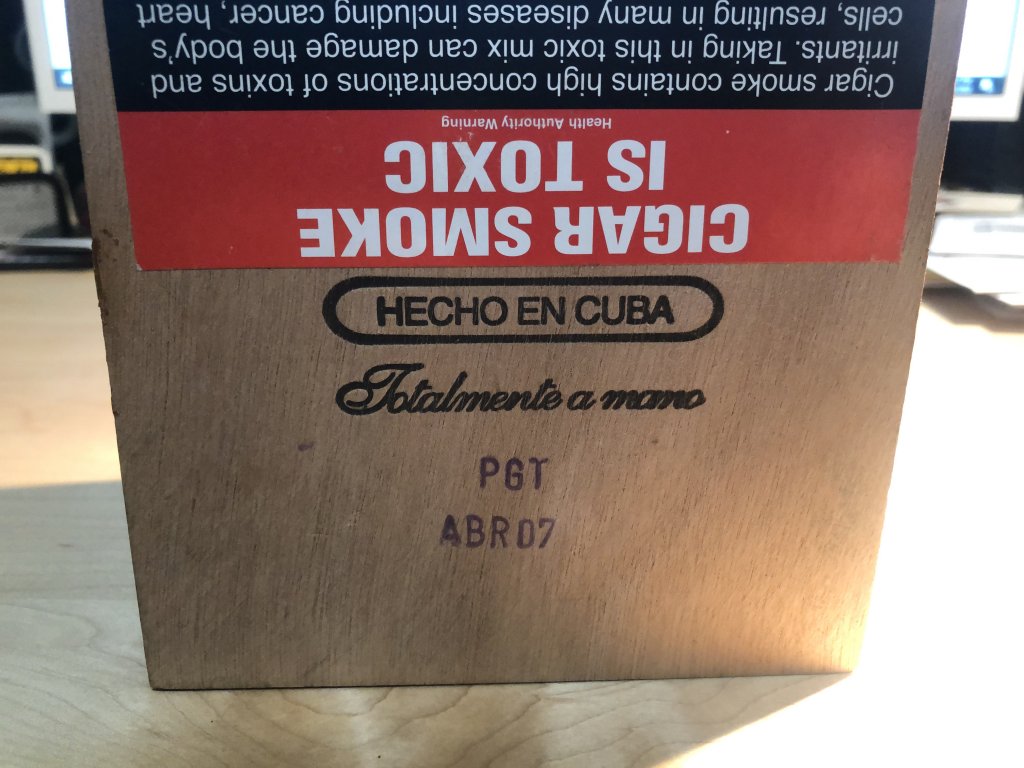 CIGAR SMOKE
IS TOXIC
Health Authority Warning
Cigar smoke contains high concentrations of toxins and
irritants. Taking in this toxic mix can damage the body's
cells, resulting in many diseases including cancer, heart
HECHO EN CUBA
Totalmente a mano
PGT
ABR07